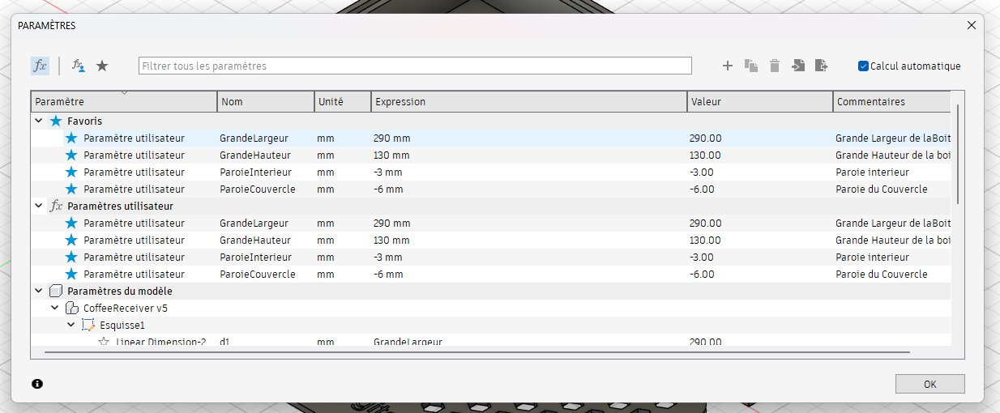 PARAMÈTRES
fx fx Filtrer tous les paramètres Calcul automatique
Paramètre Nom Unité Expression Valeur Commentaires
Favoris
Paramètre utilisateur GrandeLargeur mm 290 mm 290.00 Grande Largeur de laBoit
Paramètre utilisateur GrandeHauteur mm 130 mm 130.00 Grande Hauteur de la boi
Paramètre utilisateur ParoieInterieur mm -3 mm -3.00 Paroie interieur
Paramètre utilisateur ParoieCouvercle mm -6 mm -6.00 Paroie du Couvercle
fx Paramètres utilisateur
Paramètre utilisateur GrandeLargeur mm 290 mm 290.00 Grande Largeur de laBoit
Paramètre utilisateur GrandeHauteur mm 130 mm 130.00 Grande Hauteur de la boi
Paramètre utilisateur ParoieInterieur mm -3 mm -3.00 Paroie interieur
Paramètre utilisateur ParoieCouvercle mm -6 mm -6.00 Paroie du Couvercle
Paramètres du modèle
CoffeeReceiver v5
Esquisse1
Linear Dimension-2 d1 mm GrandeLargeur 290.00
OK